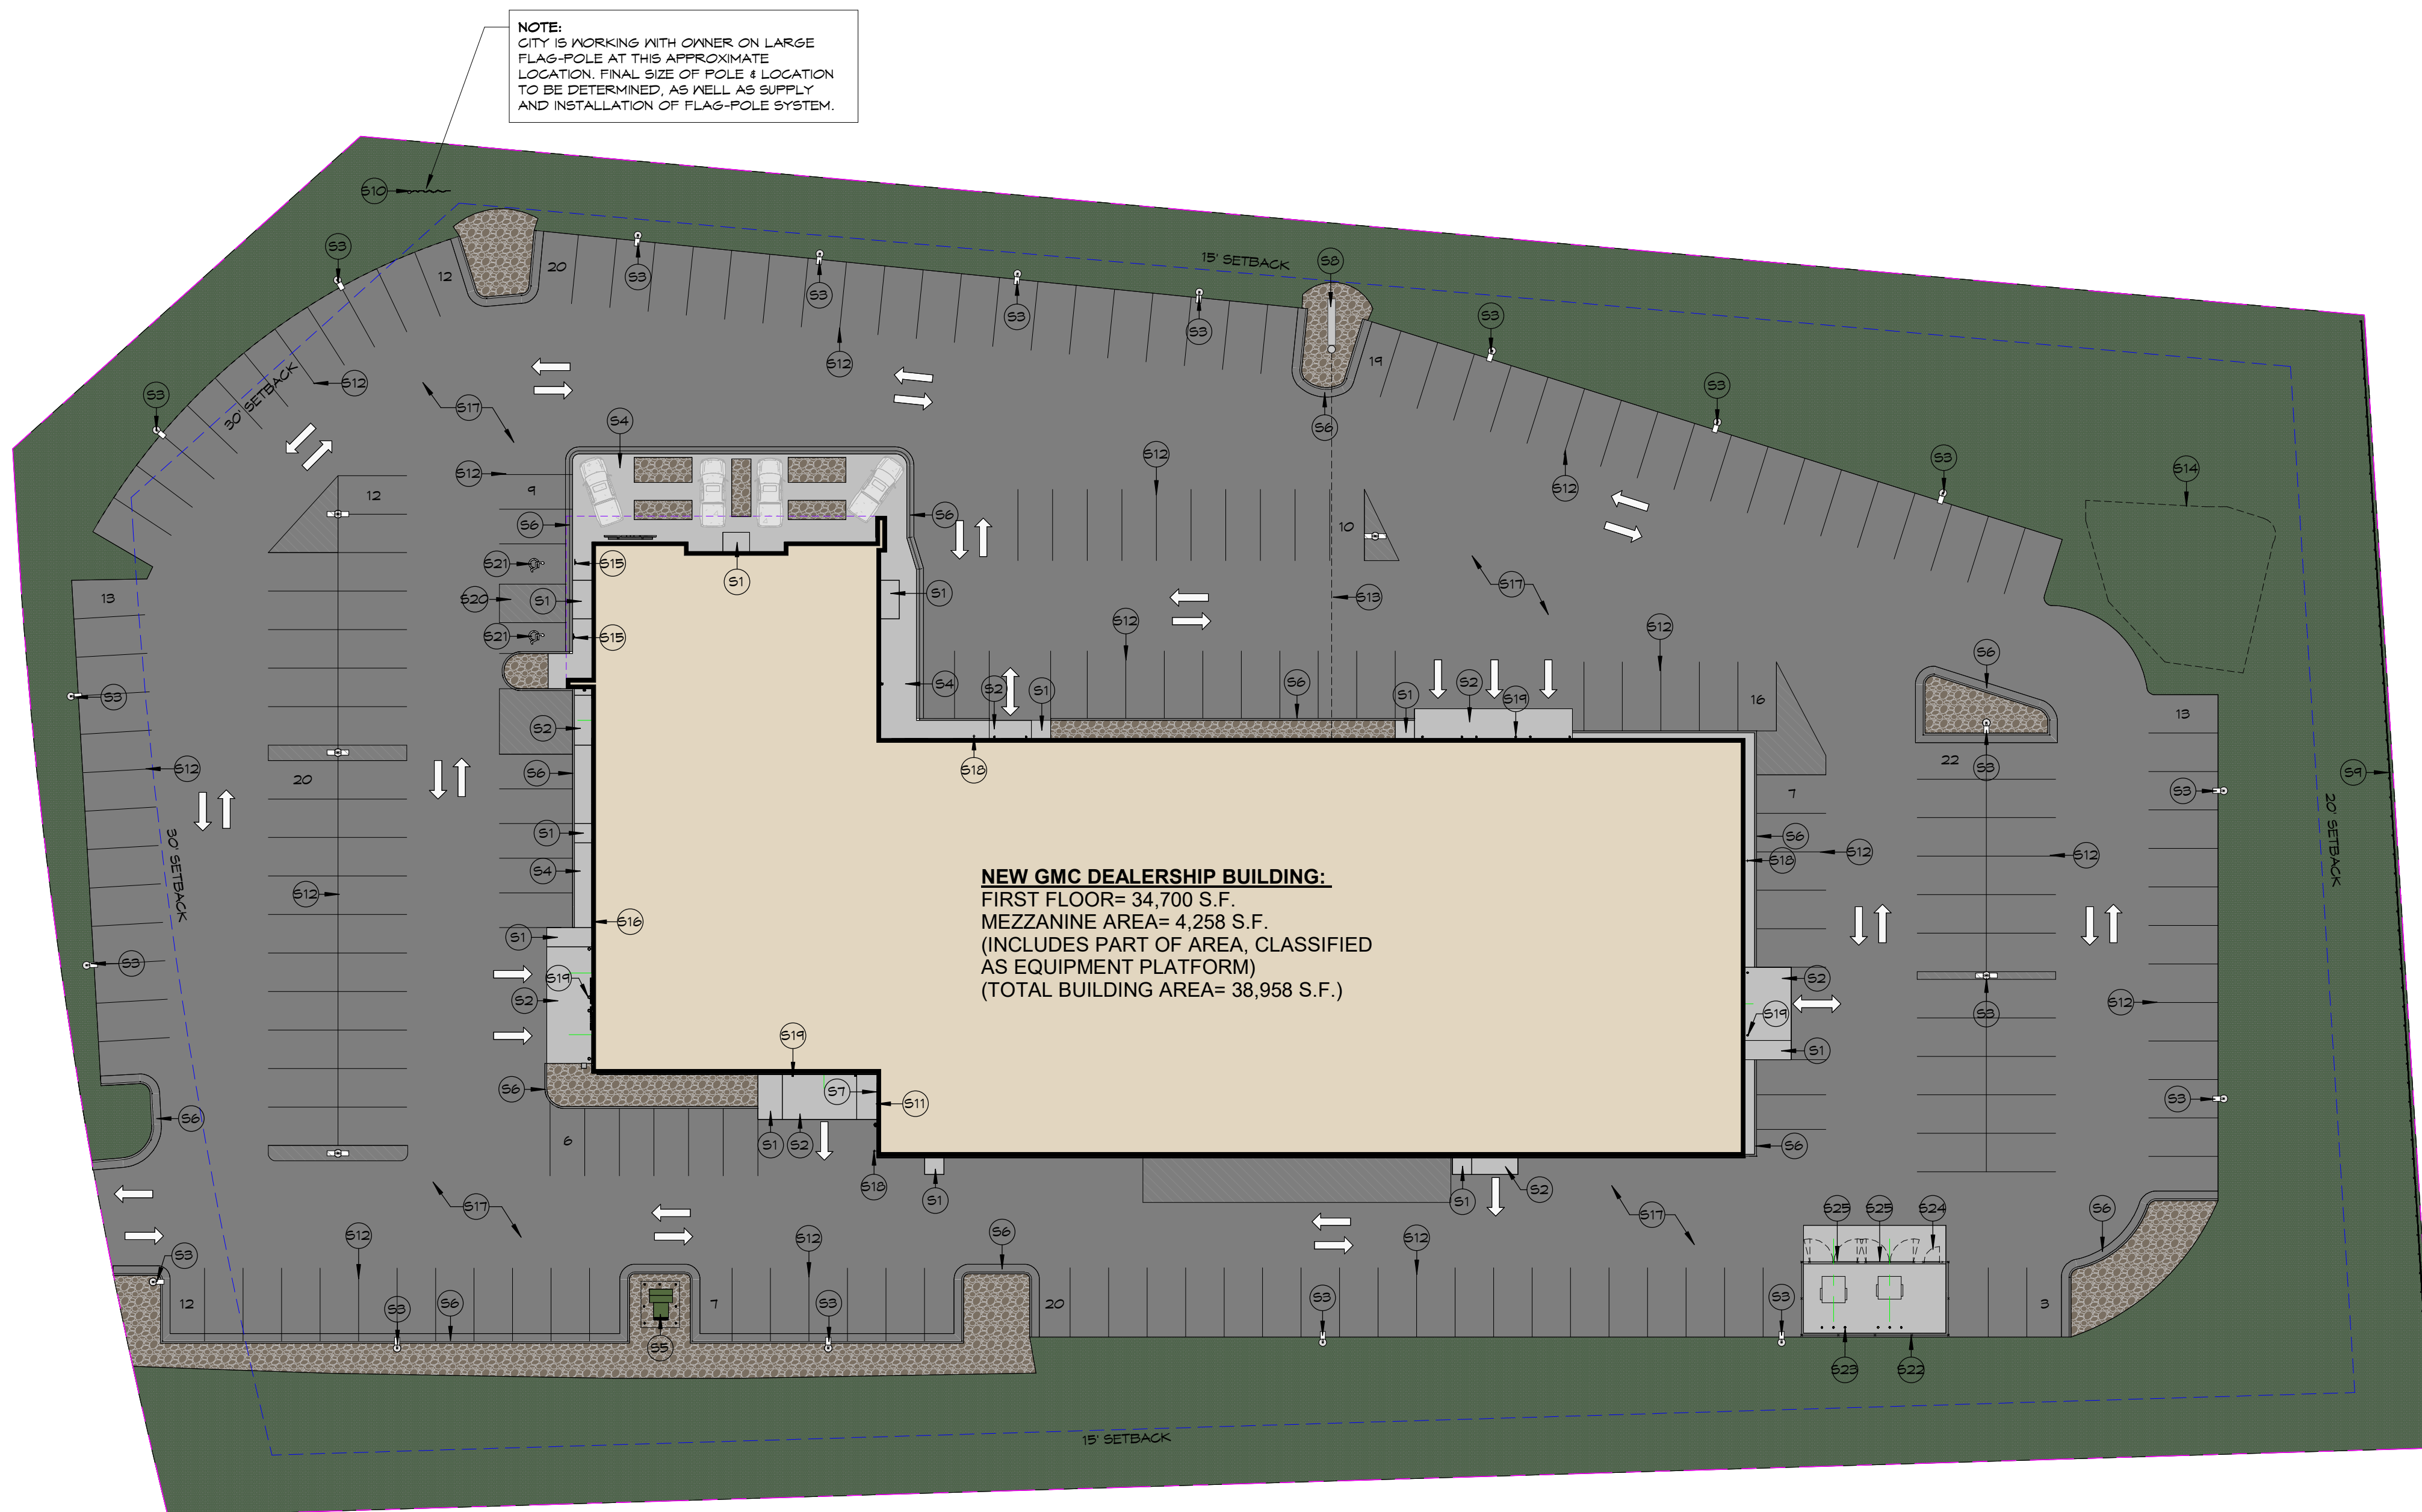 NOTE:
CITY IS WORKING WITH OWNER ON LARGE
FLAG-POLE AT THIS APPROXIMATE
LOCATION. FINAL SIZE OF POLE & LOCATION
TO BE DETERMINED, AS WELL AS SUPPLY
AND INSTALLATION OF FLAG-POLE SYSTEM.
S10
S3
12
20
S3
S3
S3
S3
15' SETBACK
S8
S3
19
S3
S3
S12
S12
S6
30' SETBACK
S3
S17
S4
S12
S12
S12
S14
12
9
S6
S6
10
S21
S15
S1
S17
S20
S1
S1
S13
13
S21
S15
S12
S12
S3
S2
S4
S2
S1
S6
S1
S2
S19
16
S6
13
S2
S6
S18
22
S3
S12
20
7
S3
S9
20' SETBACK
30' SETBACK
S1
S4
S6
S18
S12
S12
NEW GMC DEALERSHIP BUILDING:
FIRST FLOOR= 34,700 S.F.
MEZZANINE AREA= 4,258 S.F.
(INCLUDES PART OF AREA, CLASSIFIED
AS EQUIPMENT PLATFORM)
(TOTAL BUILDING AREA= 38,958 S.F.)
S12
S16
S1
S3
S19
S2
S2
S12
S19
S3
S19
S1
S6
S6
S7
S11
S3
6
S1
S2
S18
S1
S1
S2
S6
S17
S17
S25
S25
S24
S6
S3
S12
S12
S6
S12
12
S3
S6
7
S3
20
S3
S3
3
S5
S23
S22
15' SETBACK